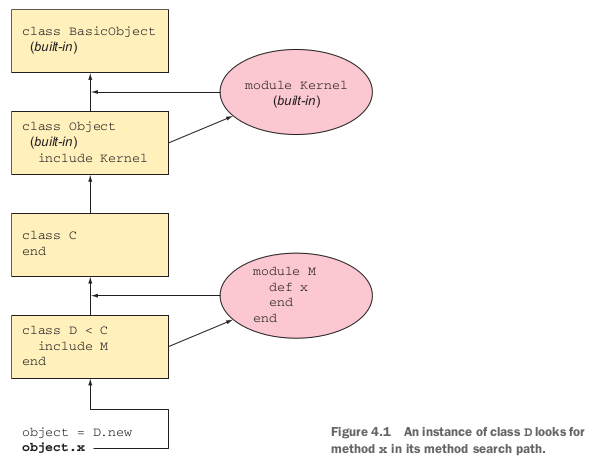 class BasicObject
(built-in)
module Kernel
(built-in)
class Object
(built-in)
include Kernel
class C
end
module M
def x
end
end
class D < C
include M
end
object = D.new
object.x
Figure 4.1 An instance of class D looks for
method x in its method search path.